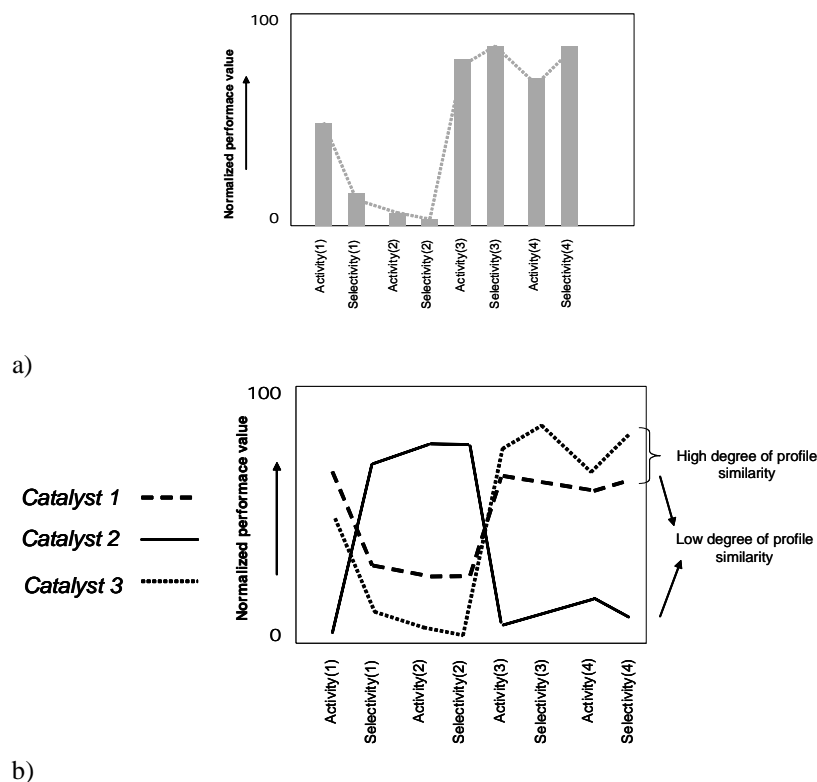 100
Normalized performace value
0
Activity(1)
Selectivity(1)
Activity(2)
Selectivity(2)
Activity(3)
Selectivity(3)
Activity(4)
Selectivity(4)
a)
100
Normalized performance value
0
Catalyst 1
Catalyst 2
Catalyst 3
High degree of profile
similarity
Low degree of profile
similarity
Activity(1)
Selectivity(1)
Activity(2)
Selectivity(2)
Activity(3)
Selectivity(3)
Activity(4)
Selectivity(4)
b)